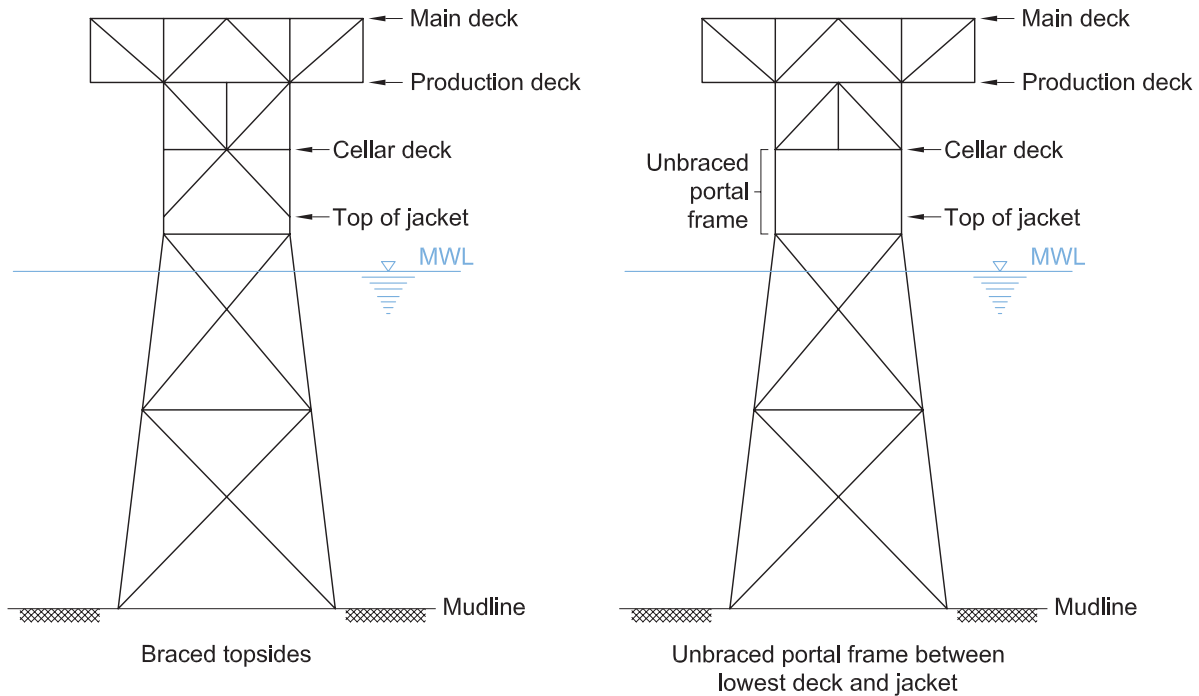 Main deck
Production deck
Cellar deck
Top of jacket
MWL
Mudline
Braced topsides
Main deck
Production deck
Cellar deck
Unbraced
portal
frame
Top of jacket
MWL
Mudline
Unbraced portal frame between
lowest deck and jacket